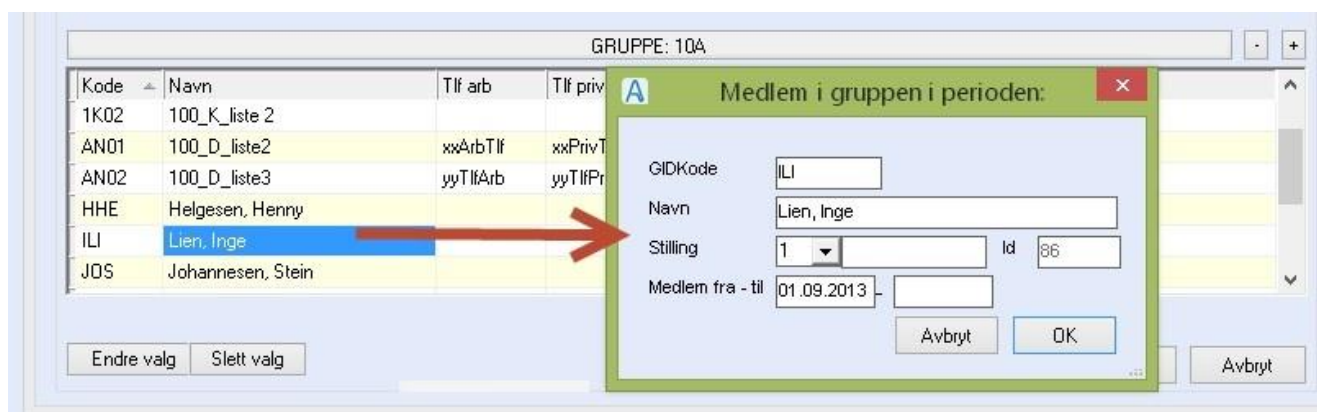 GRUPPE: 10A - +
Kode Navn Tlf arb Tlf priv
1K02 100_K_liste 2
AN01 100_D_liste2 xxArbTlf xxPrivT
AN02 100_D_liste3 yyTlfArb yyTlfPr
HHE Helgesen, Henny
ILI Lien, Inge
JOS Johannesen, Stein
Endre valg Slett valg
A Medlem i gruppen i perioden: ×
GIDKode ILI
Navn Lien, Inge
Stilling 1 Id 86
Medlem fra - til 01.09.2013 -
Avbryt OK
Avbryt